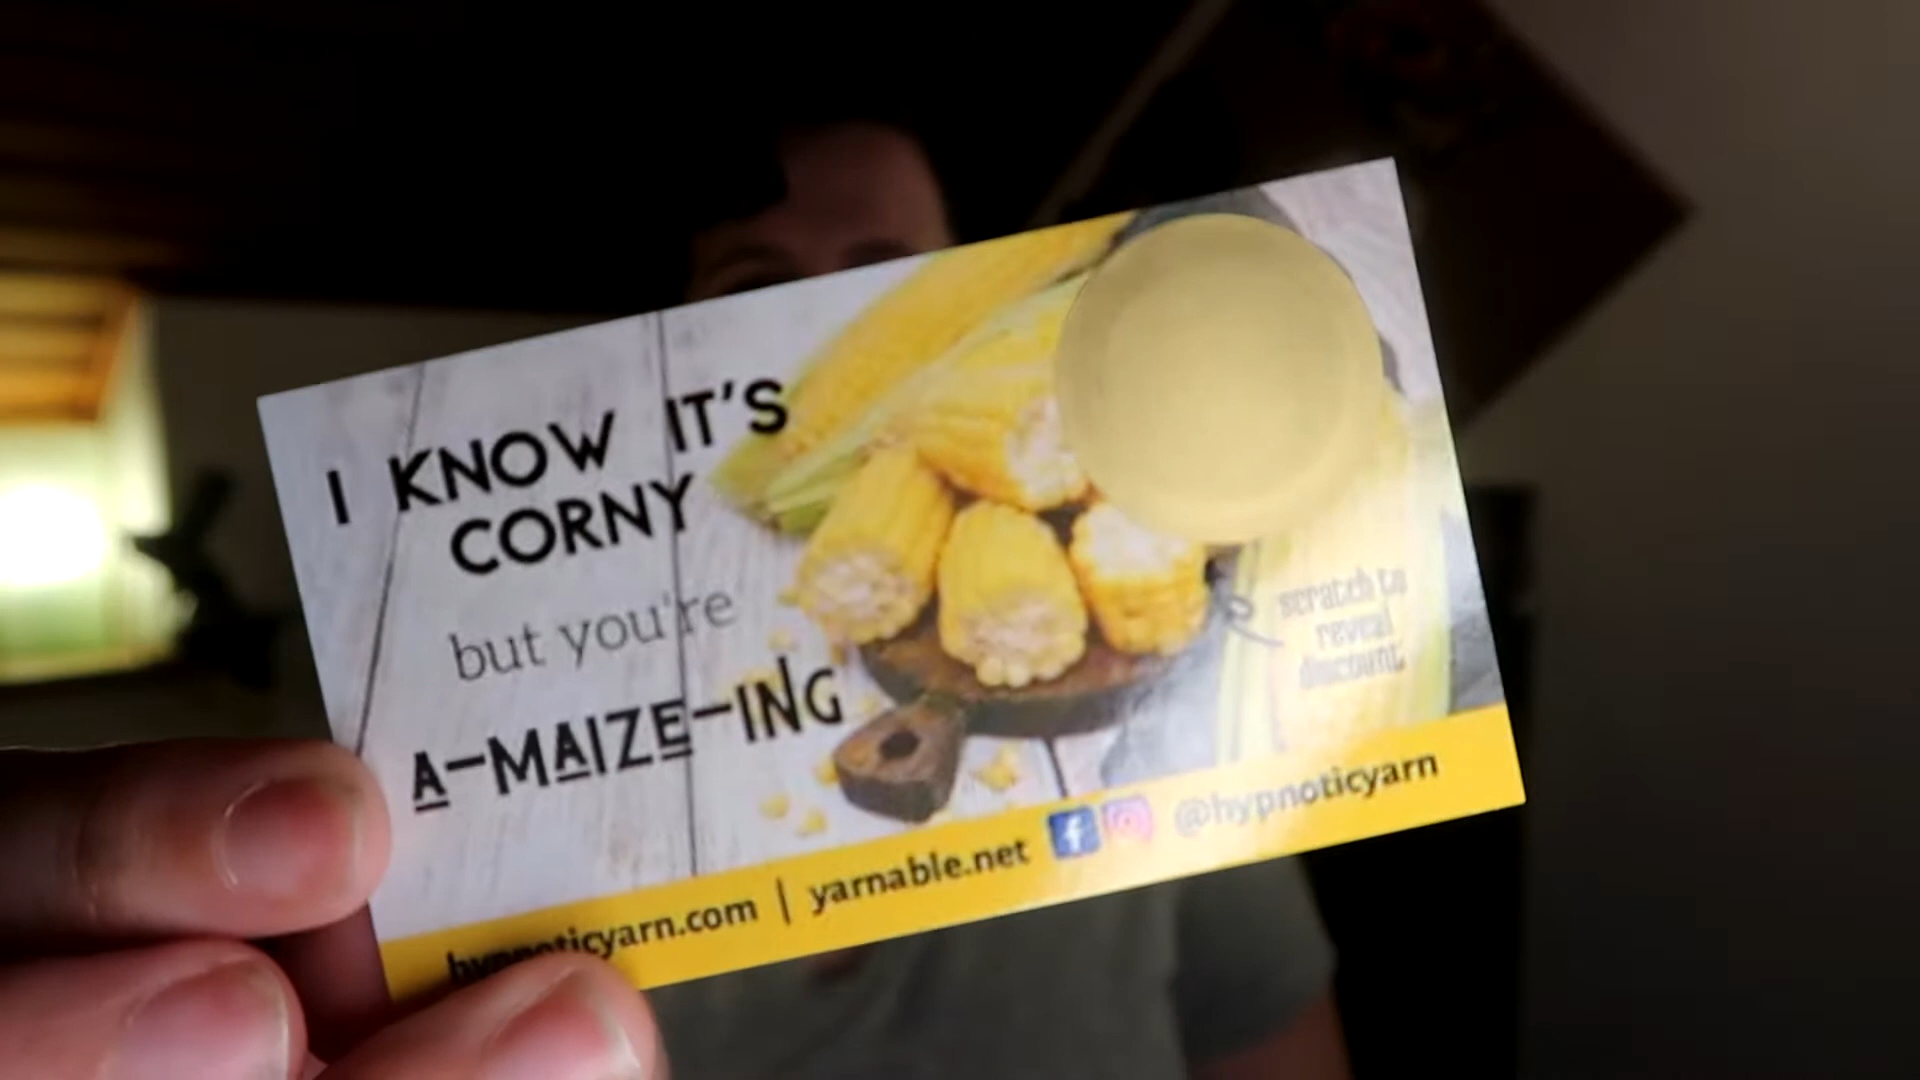 I KNOW IT'S
CORNY
but you're
A-MAIZE-ING
scratch to
reveal
discount
hypnoticyarn.com | yarnable.net @hypnoticyarn